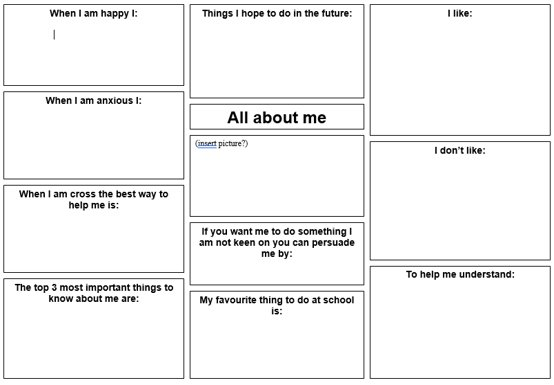 When I am happy I:
When I am anxious I:
When I am cross the best way to
help me is:
The top 3 most important things to
know about me are:
Things I hope to do in the future:
All about me
(insert picture?)
If you want me to do something I
am not keen on you can persuade
me by:
My favourite thing to do at school
is:
I like:
I don't like:
To help me understand: